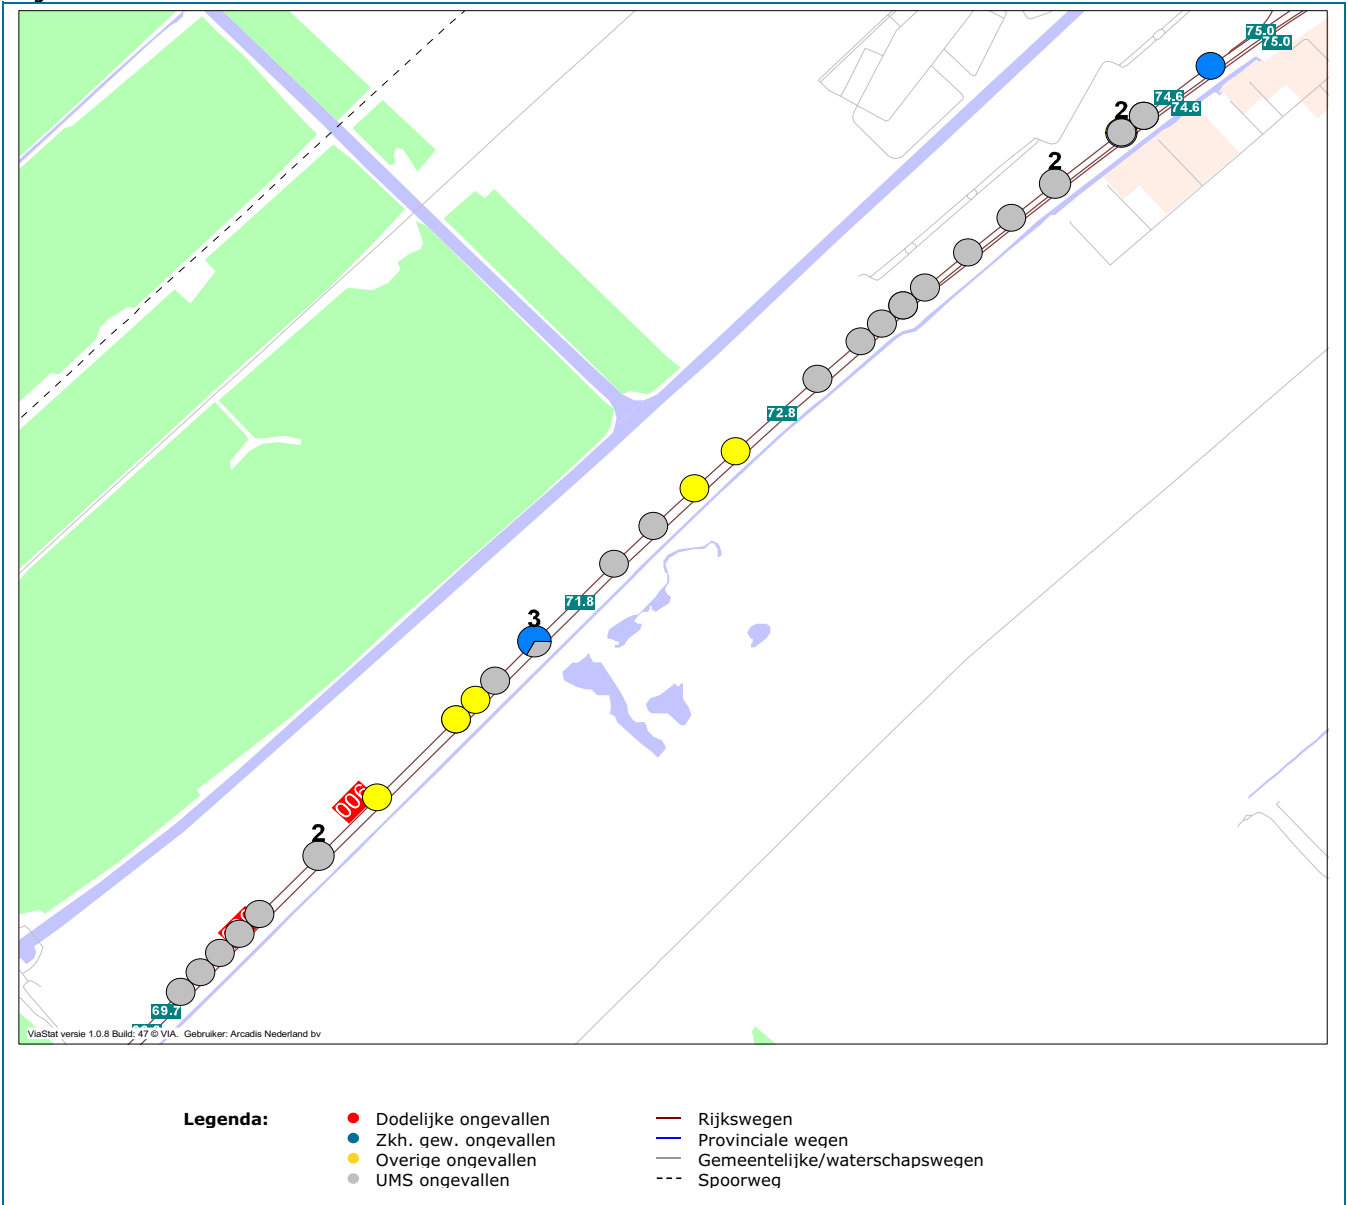 75.0
75.0
74.6
74.6
2
2
72.8
71.8
3
006
2
69.7
ViaStat versie 1.0.8 Build: 47 © VIA. Gebruiker: Arcadis Nederland bv
Legenda:
Dodelijke ongevallen
Zkh. gew. ongevallen
Overige ongevallen
UMS ongevallen
Rijkswegen
Provinciale wegen
Gemeentelijke/waterschapswegen
Spoorweg